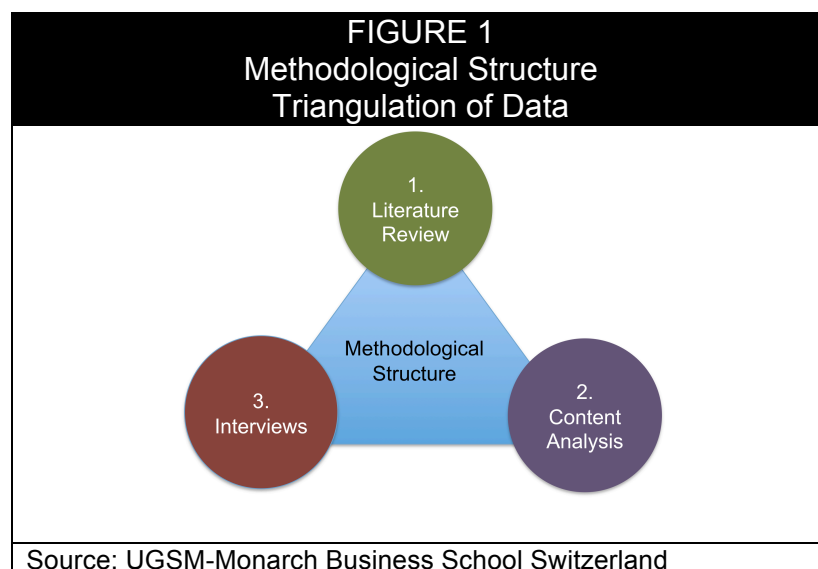 FIGURE 1
Methodological Structure
Triangulation of Data
1.
Literature
Review
Methodological
Structure
3.
Interviews
2.
Content
Analysis
Source: UGSM-Monarch Business School Switzerland